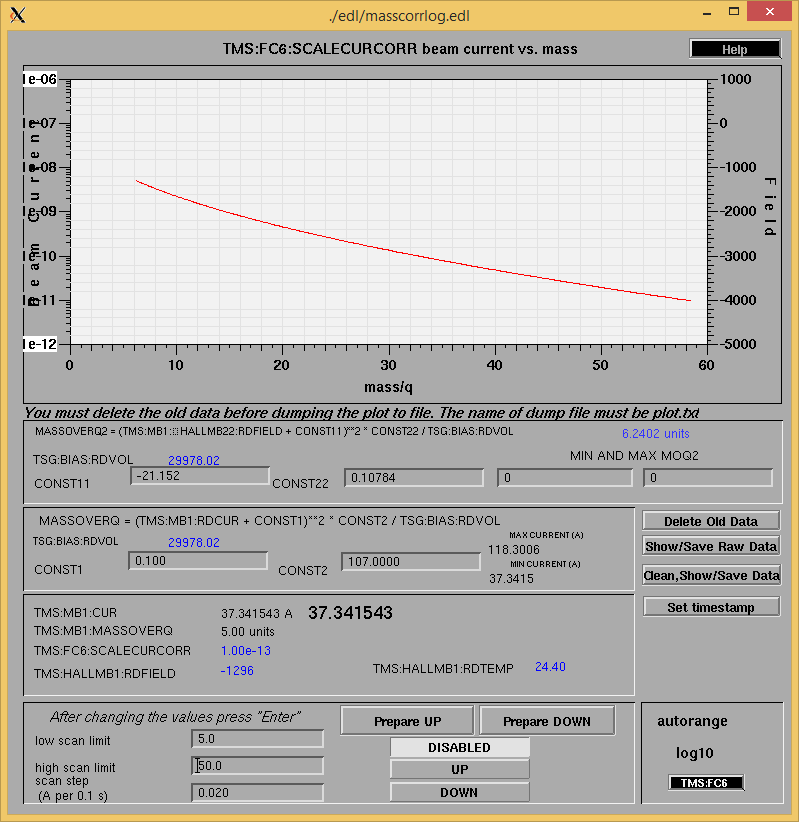 ./edl/masscorrlog.edl
TMS:FC6:SCALECURCORR beam current vs. mass
Help
1e-06
1e-07
1e-08
1e-09
1e-10
1e-11
1e-12
Beam Current
1000
0
-1000
-2000
-3000
-4000
-5000
Field
0 10 20 30 40 50 60
mass/q
You must delete the old data before dumping the plot to file. The name of dump file must be plot.txt
MASSOVERQ2 = (TMS:MB1: HALLMB22:RDFIELD + CONST11)**2 * CONST22 / TSG:BIAS:RDVOL
6.2402 units
TSG:BIAS:RDVOL 29978.02
MIN AND MAX MOQ2
CONST11 -21.152 CONST22 0.10784 0 0
MASSOVERQ = (TMS:MB1:RDCUR + CONST1)**2 * CONST2 / TSG:BIAS:RDVOL
TSG:BIAS:RDVOL 29978.02
MAX CURRENT (A)
118.3006
MIN CURRENT (A)
37.3415
CONST1 0.100 CONST2 107.0000
Delete Old Data
Show/Save Raw Data
Clean,Show/Save Data
Set timestamp
TMS:MB1:CUR 37.341543 A 37.341543
TMS:MB1:MASSOVERQ 5.00 units
TMS:FC6:SCALECURCORR 1.00e-13
TMS:HALLMB1:RDFIELD -1296
TMS:HALLMB1:RDTEMP 24.40
After changing the values press "Enter"
low scan limit 5.0
high scan limit 50.0
scan step
(A per 0.1 s) 0.020
Prepare UP
Prepare DOWN
DISABLED
UP
DOWN
autorange
log10
TMS:FC6